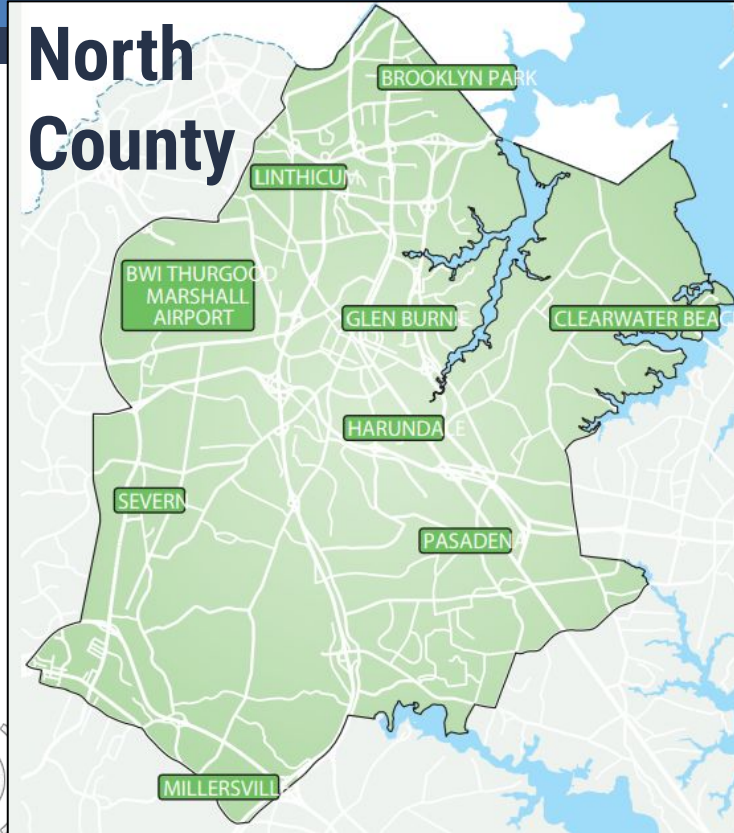 North
County
BROOKLYN PARK
LINTHICUM
BWI THURGOOD
MARSHALL
AIRPORT
GLEN BURNIE
CLEARWATER BEAC
HARUNDALE
SEVERN
PASADENA
MILLERSVILLE